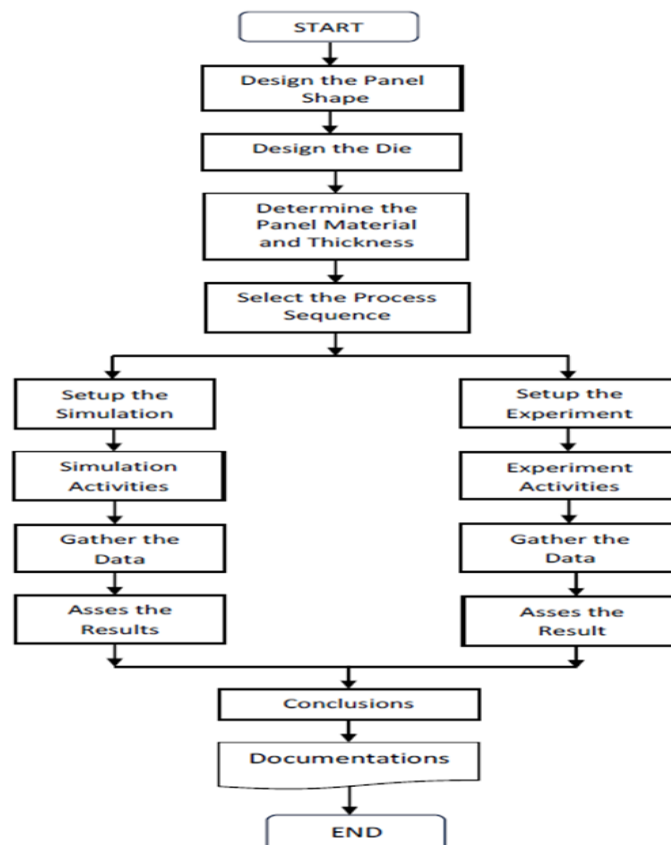 START
Design the Panel
Shape
Design the Die
Determine the
Panel Material
and Thickness
Select the Process
Sequence
Setup the
Simulation
Simulation
Activities
Gather the
Data
Asses the
Results
Setup the
Experiment
Experiment
Activities
Gather the
Data
Asses the
Result
Conclusions
Documentations
END